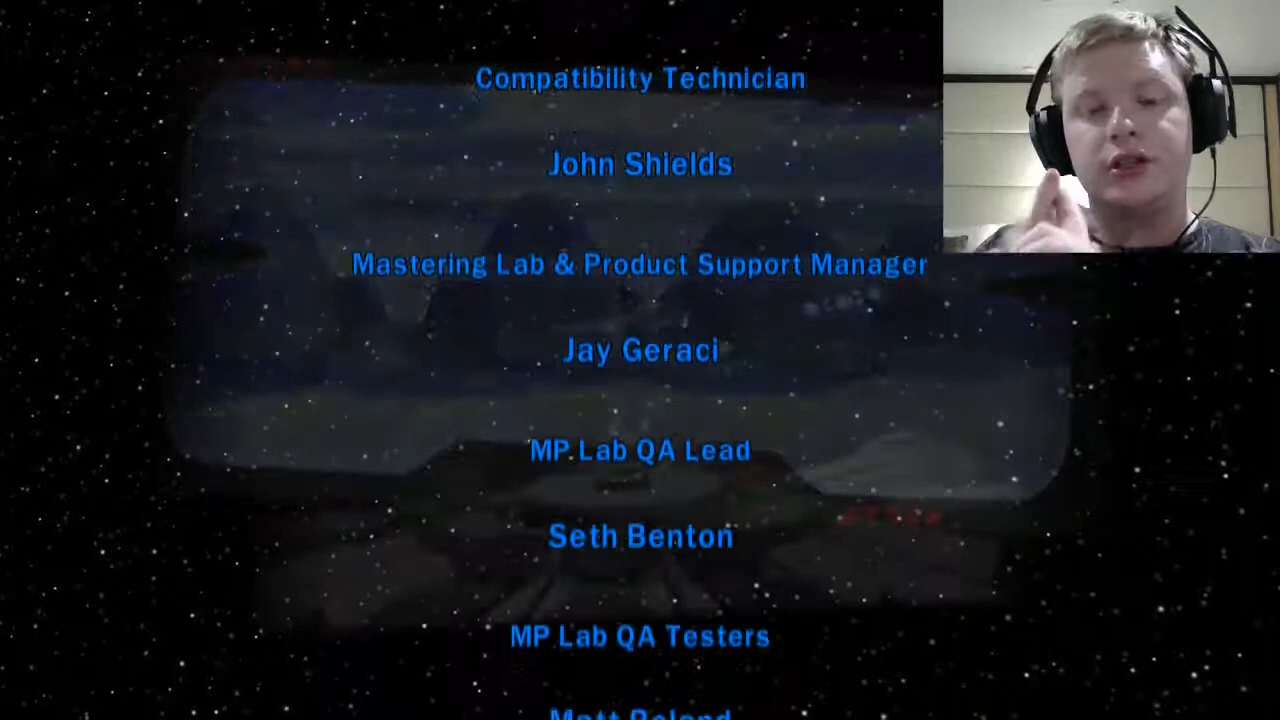 Compatibility Technician
John Shields
Mastering Lab & Product Support Manager
Jay Geraci
MP Lab QA Lead
Seth Benton
MP Lab QA Testers